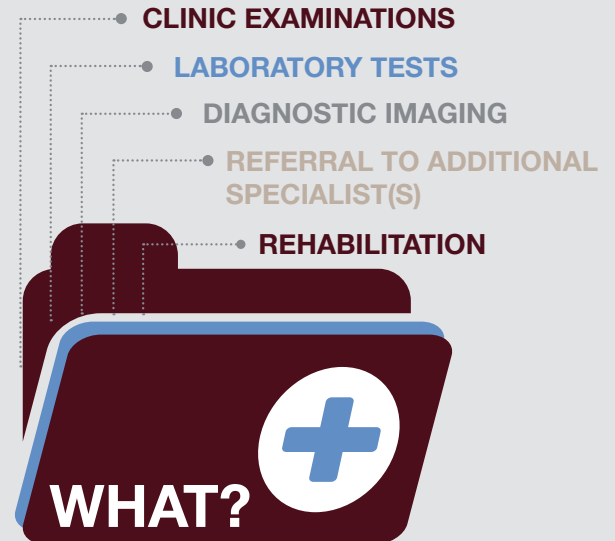 CLINIC EXAMINATIONS
LABORATORY TESTS
DIAGNOSTIC IMAGING
REFERRAL TO ADDITIONAL
SPECIALIST(S)
REHABILITATION
WHAT?